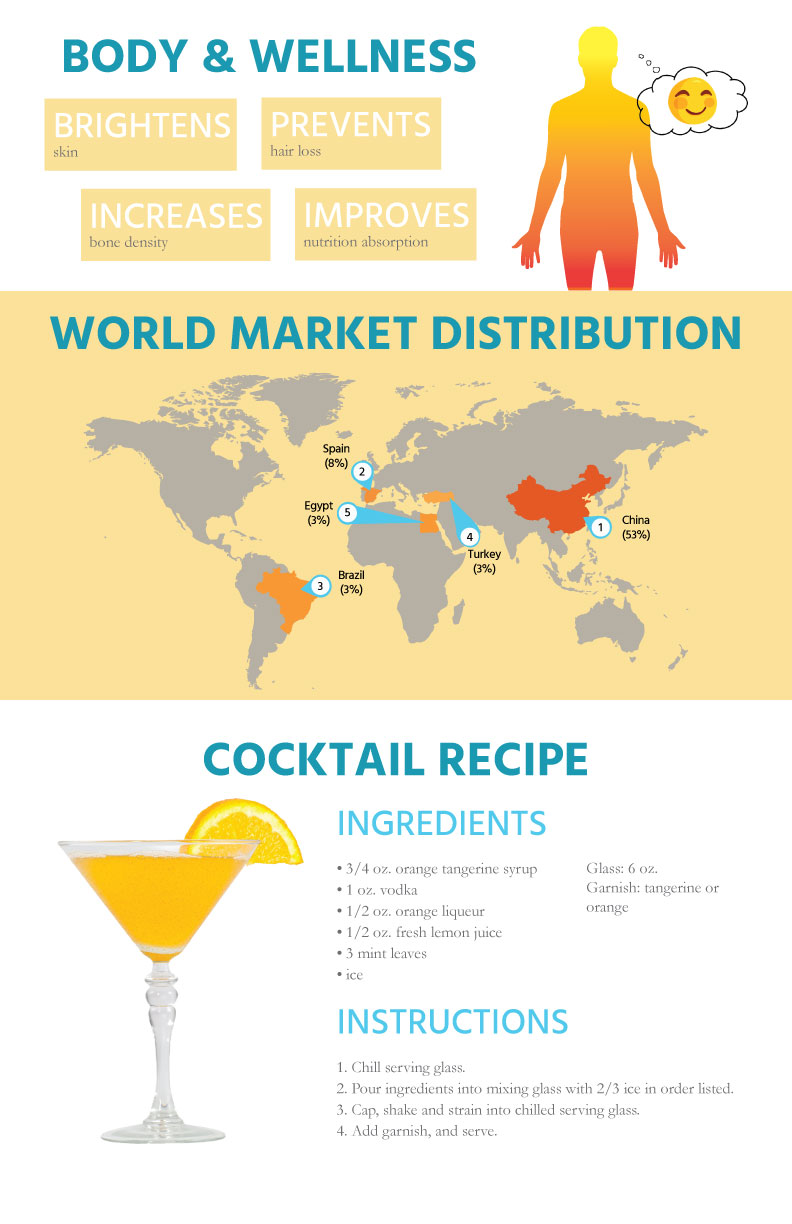 BODY & WELLNESS
BRIGHTENS
skin
PREVENTS
hair loss
INCREASES
bone density
IMPROVES
nutrition absorption
WORLD MARKET DISTRIBUTION
Spain
(8%)
2
Egypt
(3%)
5
4
Turkey
(3%)
1
China
(53%)
3
Brazil
(3%)
COCKTAIL RECIPE
INGREDIENTS
• 3/4 oz. orange tangerine syrup
• 1 oz. vodka
• 1/2 oz. orange liqueur
• 1/2 oz. fresh lemon juice
• 3 mint leaves
• ice
Glass: 6 oz.
Garnish: tangerine or
orange
INSTRUCTIONS
1. Chill serving glass.
2. Pour ingredients into mixing glass with 2/3 ice in order listed.
3. Cap, shake and strain into chilled serving glass.
4. Add garnish, and serve.